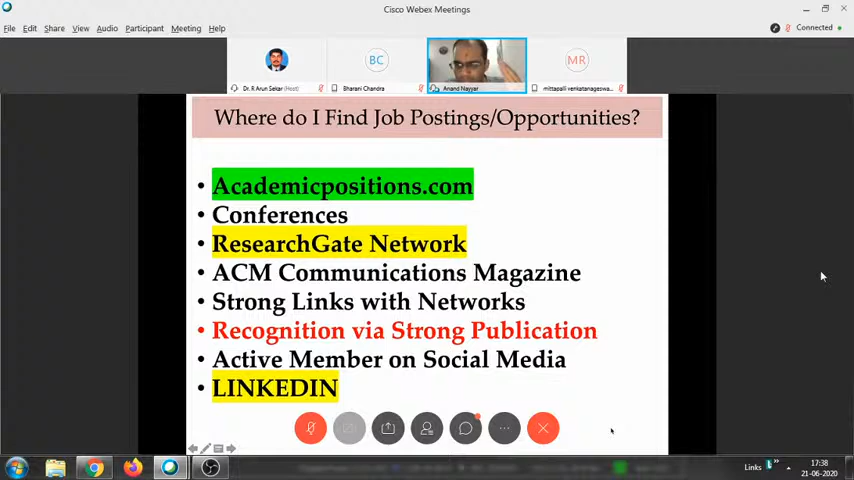 Cisco Webex Meetings
File Edit Share View Audio Participant Meeting Help
Connected
BC
MR
Dr. R Arun Sekar (Host)
Bharani Chandra
Anand Nayyar
mittapalli venkatanageswa...
Where do I Find Job Postings/Opportunities?
• Academicpositions.com
• Conferences
• ResearchGate Network
• ACM Communications Magazine
• Strong Links with Networks
• Recognition via Strong Publication
• Active Member on Social Media
• LINKEDIN
Links
17:38
21-06-2020